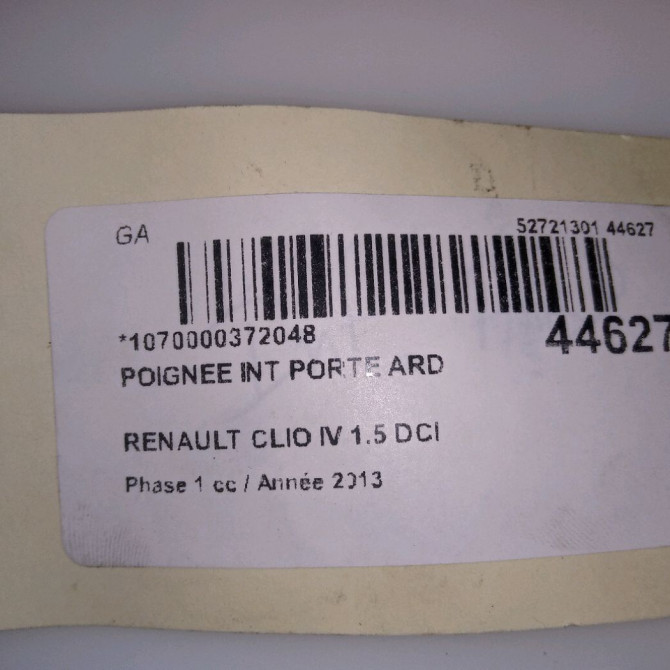 GA
52721301 44627
*1070000372048
44627
POIGNEE INT PORTE ARD
RENAULT CLIO IV 1.5 DCI
Phase 1 cc / Année 2013